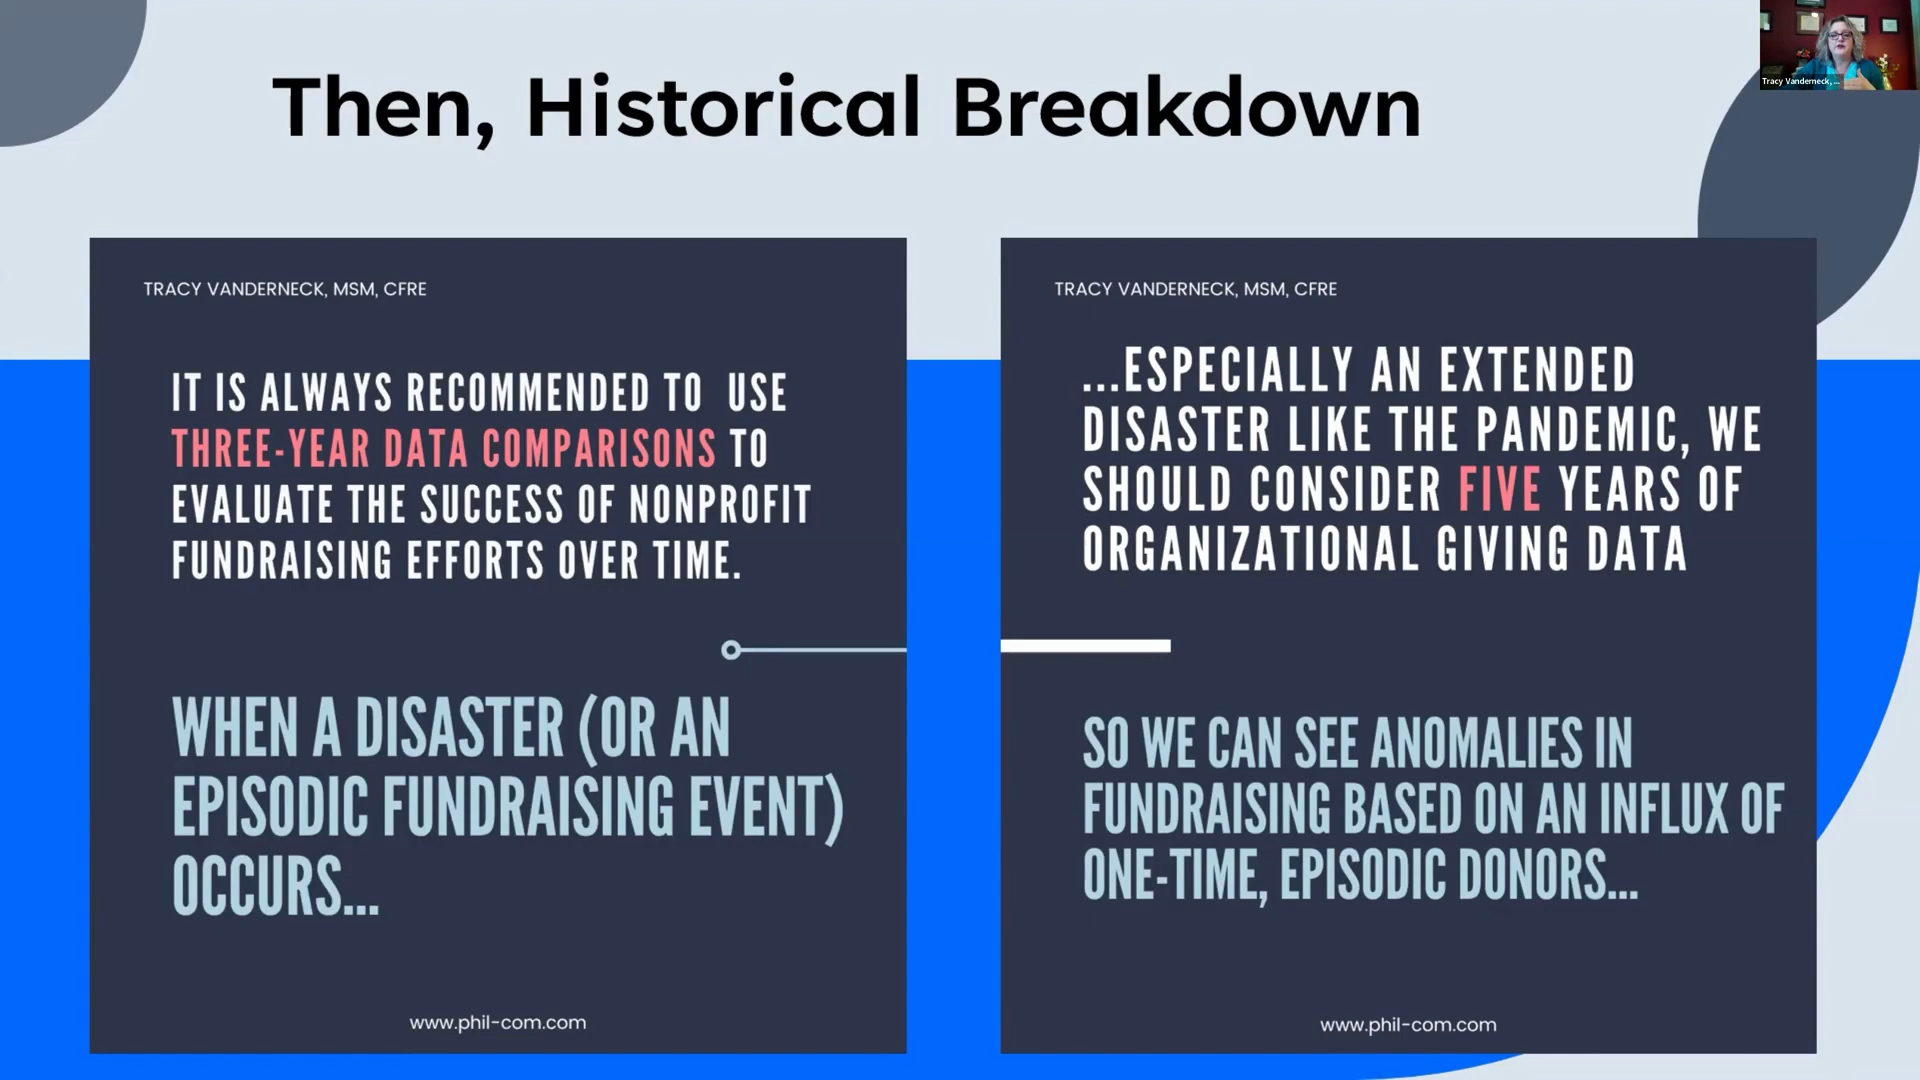 Then, Historical Breakdown
Tracy Vanderneck, ...
TRACY VANDERNECK, MSM, CFRE
IT IS ALWAYS RECOMMENDED TO USE
THREE-YEAR DATA COMPARISONS TO
EVALUATE THE SUCCESS OF NONPROFIT
FUNDRAISING EFFORTS OVER TIME.
WHEN A DISASTER (OR AN
EPISODIC FUNDRAISING EVENT)
OCCURS...
www.phil-com.com
TRACY VANDERNECK, MSM, CFRE
...ESPECIALLY AN EXTENDED
DISASTER LIKE THE PANDEMIC, WE
SHOULD CONSIDER FIVE YEARS OF
ORGANIZATIONAL GIVING DATA
SO WE CAN SEE ANOMALIES IN
FUNDRAISING BASED ON AN INFLUX OF
ONE-TIME, EPISODIC DONORS...
www.phil-com.com